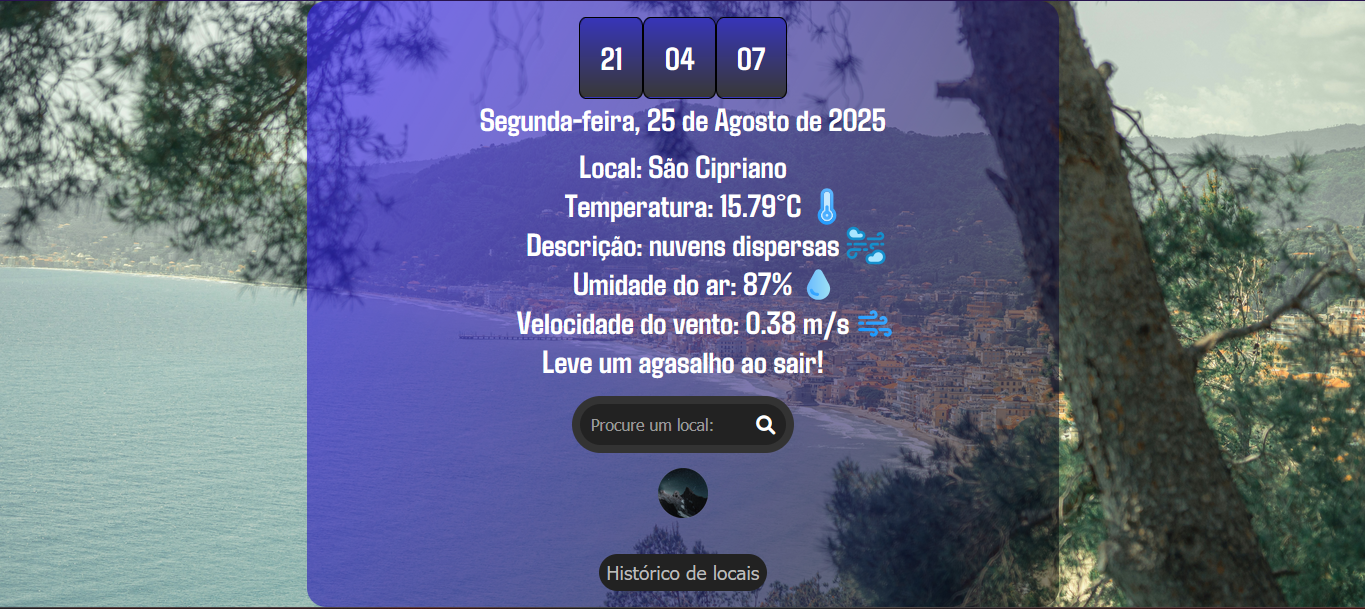 21 04 07
Segunda-feira, 25 de Agosto de 2025
Local: São Cipriano
Temperatura: 15.79°C
Descrição: nuvens dispersas
Umidade do ar: 87%
Velocidade do vento: 0.38 m/s
Leve um agasalho ao sair!
Procure um local:
Histórico de locais